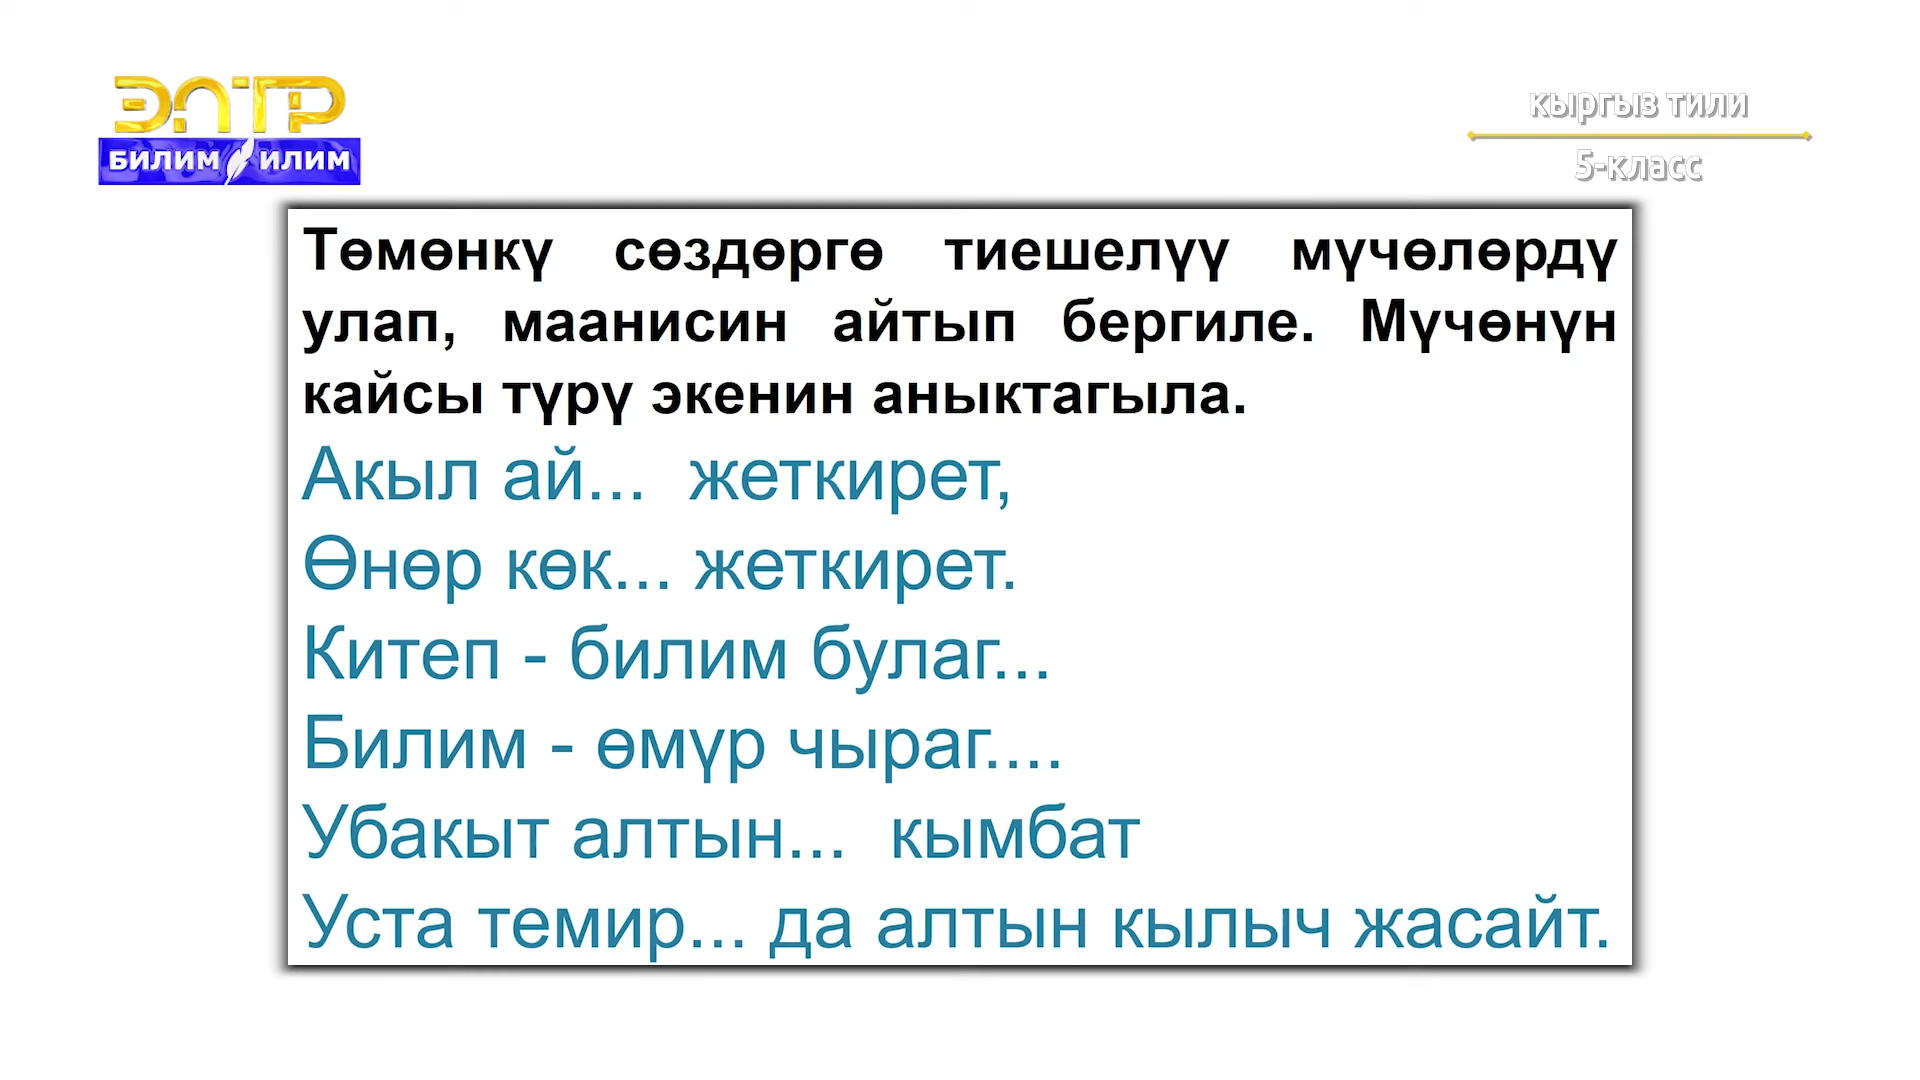 ЭЛТР
БИЛИМ ИЛИМ
кыргыз тили
5-класс
Төмөнкү сөздөргө тиешелүү мүчөлөрдү
улап, маанисин айтып бергиле. Мүчөнүн
кайсы түрү экенин аныктагыла.
Акыл ай... жеткирет,
Өнөр көк... жеткирет.
Китеп - билим булаг...
Билим - өмүр чыраг....
Убакыт алтын... кымбат
Уста темир... да алтын кылыч жасайт.